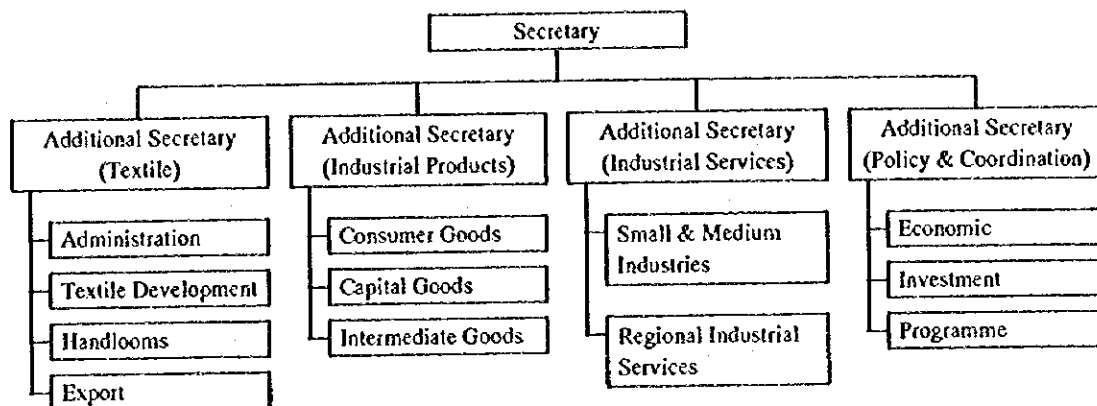 Secretary
Additional Secretary
(Textile)
Administration
Textile Development
Handlooms
Export
Additional Secretary
(Industrial Products)
Consumer Goods
Capital Goods
Intermediate Goods
Additional Secretary
(Industrial Services)
Small & Medium
Industries
Regional Industrial
Services
Additional Secretary
(Policy & Coordination)
Economic
Investment
Programme